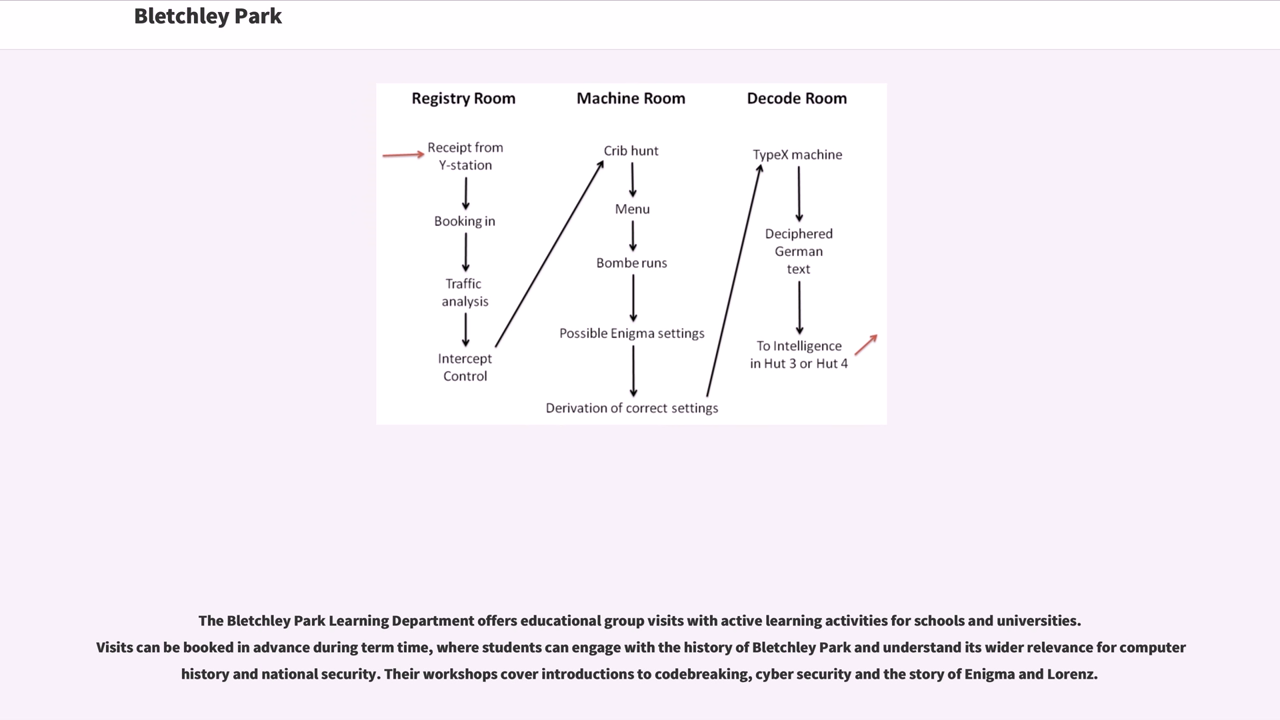 Bletchley Park
Registry Room
Receipt from
Y-station
Booking in
Traffic
analysis
Intercept
Control
Machine Room
Crib hunt
Menu
Bombe runs
Possible Enigma settings
Derivation of correct settings
Decode Room
TypeX machine
Deciphered
German
text
To Intelligence
in Hut 3 or Hut 4
The Bletchley Park Learning Department offers educational group visits with active learning activities for schools and universities.
Visits can be booked in advance during term time, where students can engage with the history of Bletchley Park and understand its wider relevance for computer
history and national security. Their workshops cover introductions to codebreaking, cyber security and the story of Enigma and Lorenz.